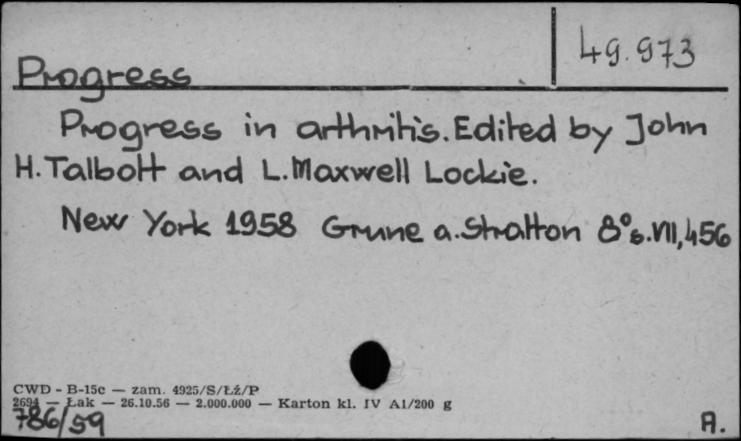 49.973
Progress
Progress in arthritis. Edited by John
H. Talbott and L. Maxwell Lockie.
New York 1958 Grune a. Stratton 8° s. VII, 456
CWD - B-15c — zam. 4925/S/Łź/P
2694 — Łak — 26.10.56 — 2.000.000 — Karton kl. IV A1/200 g
786/59
A.